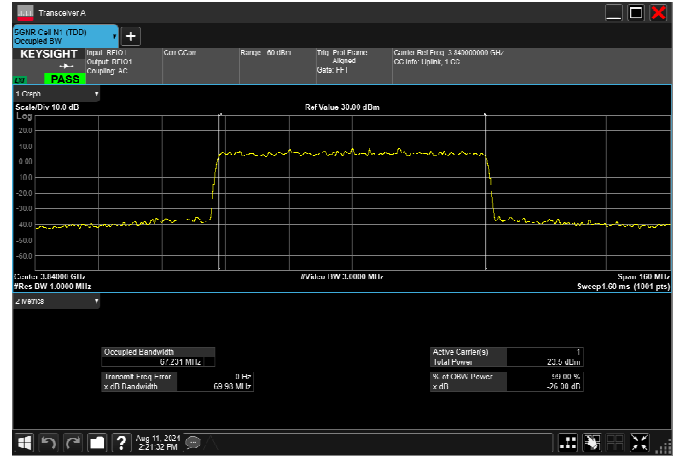 Transceiver A
5GNR Cell N1 (TDD)
Occupied BW
KEYSIGHT
PASS
Input: RFIO1
Output: RFIO1
Coupling: AC
Corr CCorr
Range: 60 dBm
Trig: Prd Frame
Aligned
Gate: FFT
Carrier Ref Freq: 3.840000000 GHz
CC Info: Uplink, 1 CC
1 Graph
Scale/Div 10.0 dB
Ref Value 30.00 dBm
Log
20.0
10.0
0.00
-10.0
-20.0
-30.0
-40.0
-50.0
-60.0
Center 3.84000 GHz
#Video BW 3.0000 MHz
Span 160 MHz
#Res BW 1.0000 MHz
Sweep 1.60 ms (1001 pts)
2 Metrics
Occupied Bandwidth
67.231 MHz
Transmit Freq Error
0 Hz
x dB Bandwidth
69.98 MHz
Active Carrier(s)
1
Total Power
23.5 dBm
% of OBW Power
99.00 %
x dB
-26.00 dB
?
Aug 11, 2024
2:21:32 PM